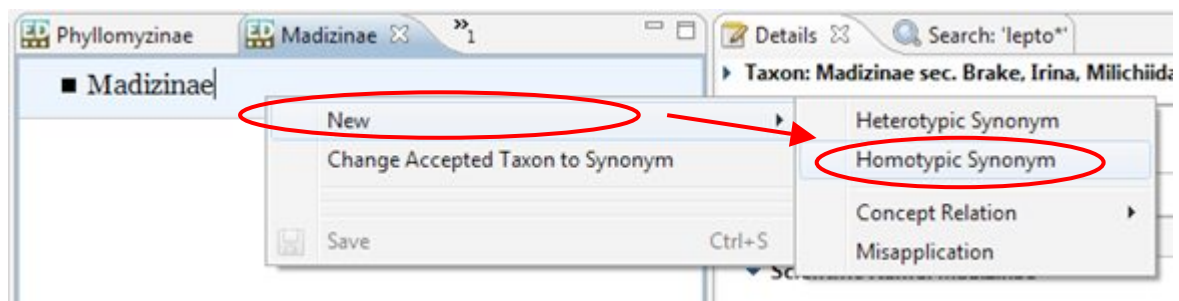 Phyllomyzinae Madizinae »1 Details Search: 'lepto*'
Madizinae Taxon: Madizinae sec. Brake, Irina, Milichiida
New Heterotypic Synonym
Change Accepted Taxon to Synonym Homotypic Synonym
Concept Relation
Save Ctrl+S Misapplication